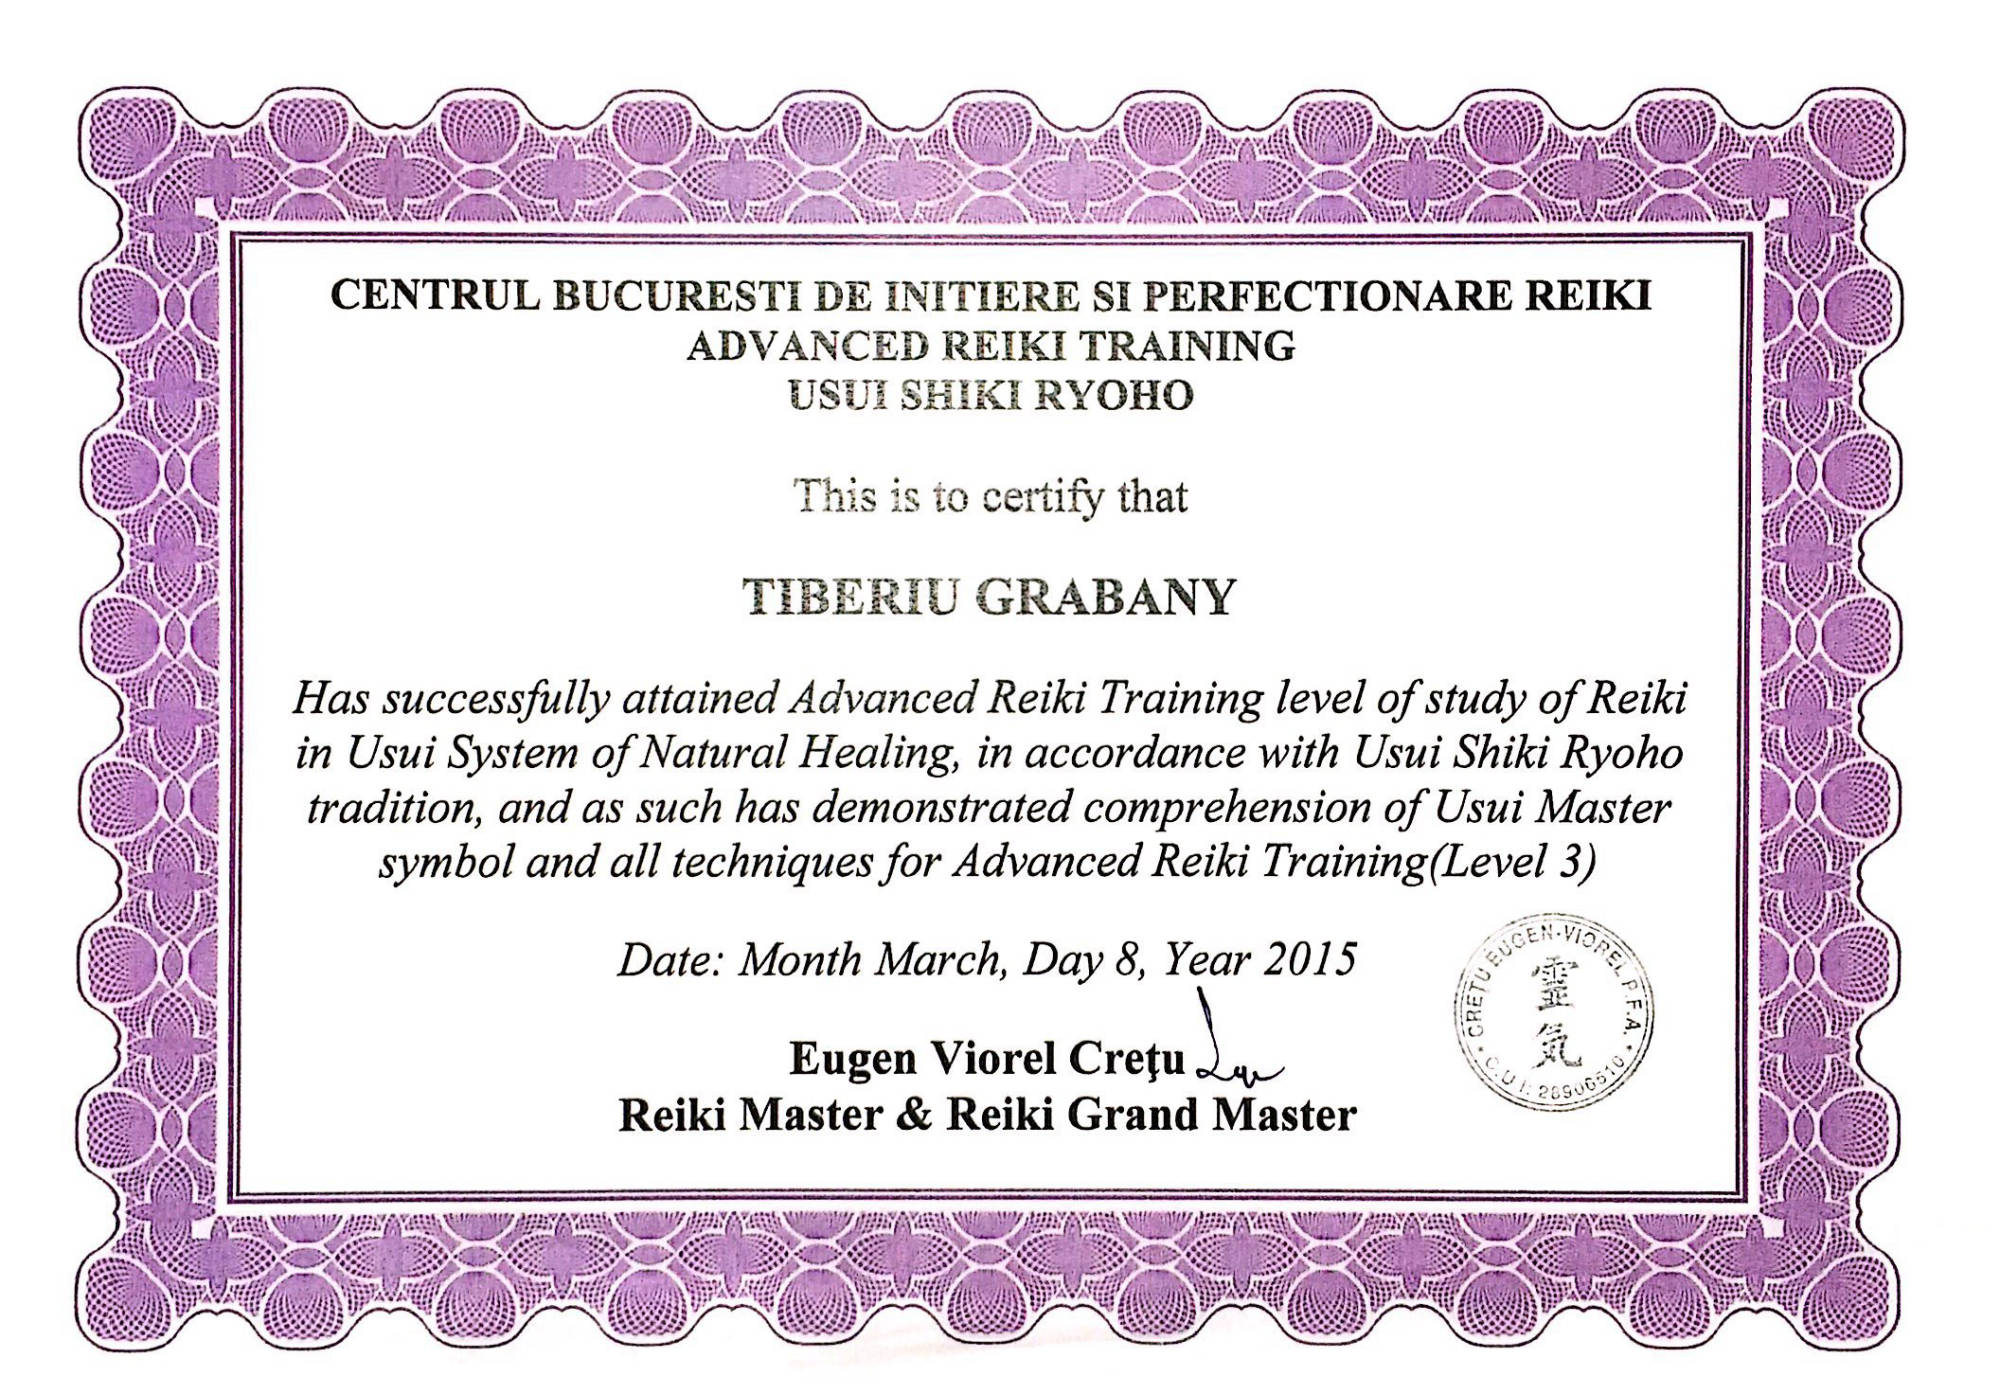 CENTRUL BUCURESTI DE INITIERE SI PERFECTIONARE REIKI
ADVANCED REIKI TRAINING
USUI SHIKI RYOHO
This is to certify that
TIBERIU GRABANY
Has successfully attained Advanced Reiki Training level of study of Reiki
in Usui System of Natural Healing, in accordance with Usui Shiki Ryoho
tradition, and as such has demonstrated comprehension of Usui Master
symbol and all techniques for Advanced Reiki Training(Level 3)
Date: Month March, Day 8, Year 2015
Eugen Viorel Creţu
Reiki Master & Reiki Grand Master
CRETU EUGEN-VIOREL P.F.A.
靈
気
C.U.I: